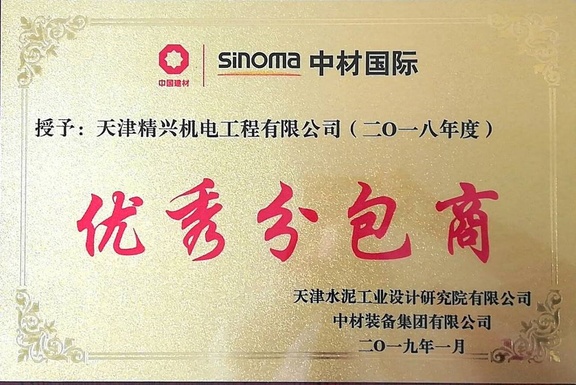 中国建材 sinoma 中材国际
授予：天津精兴机电工程有限公司（二O一八年度）
优秀分包商
天津水泥工业设计研究院有限公司
中材装备集团有限公司
二O一九年一月